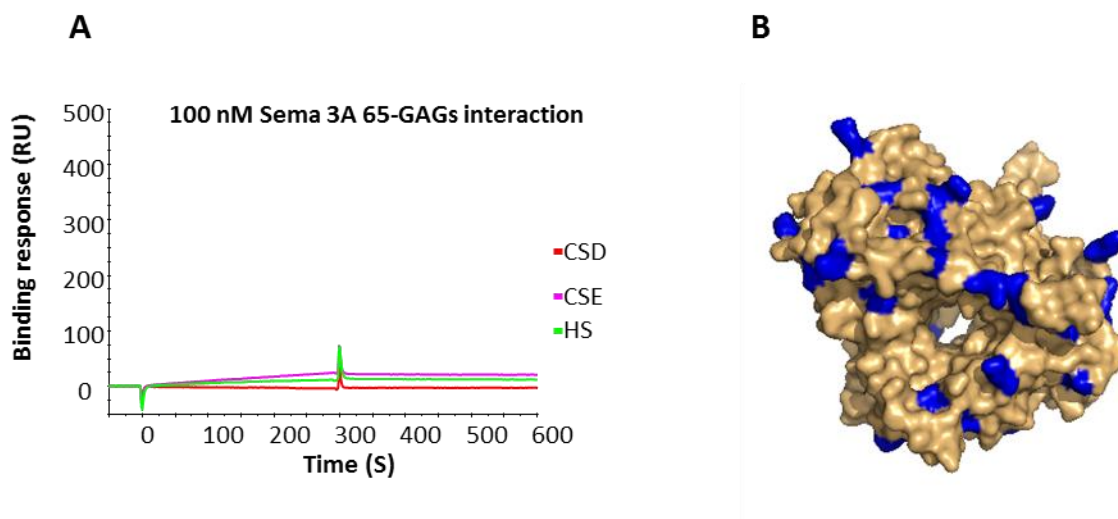 A
B
100 nM Sema 3A 65-GAGs interaction
Binding response (RU)
500
400
300
200
100
0
CSD
CSE
HS
0 100 200 300 400 500 600
Time (S)